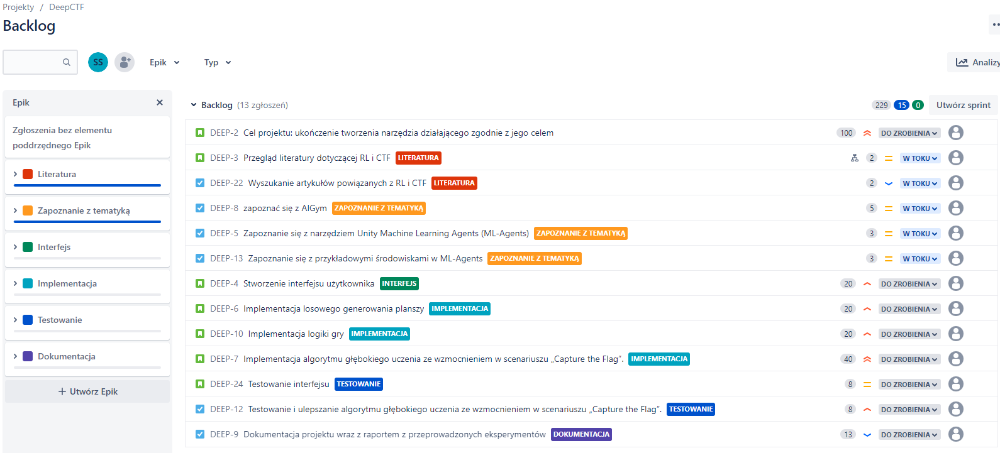 Projekty / DeepCTF
Backlog
SS Epik Typ
Analizy
Epik
Zgłoszenia bez elementu
poddrzędnego Epik
Literatura
Zapoznanie z tematyką
Interfejs
Implementacja
Testowanie
Dokumentacja
+ Utwórz Epik
Backlog (13 zgłoszeń) 229 15 0 Utwórz sprint
DEEP-2 Cel projektu: ukończenie tworzenia narzędzia działającego zgodnie z jego celem 100 DO ZROBIENIA
DEEP-3 Przegląd literatury dotyczącej RL i CTF LITERATURA 2 W TOKU
DEEP-22 Wyszukanie artykułów powiązanych z RL i CTF LITERATURA 2 W TOKU
DEEP-8 zapoznać się z AIGym ZAPOZNANIE Z TEMATYKĄ 5 W TOKU
DEEP-5 Zapoznanie się z narzędziem Unity Machine Learning Agents (ML-Agents) ZAPOZNANIE Z TEMATYKĄ 3 W TOKU
DEEP-13 Zapoznanie się z przykładowymi środowiskami w ML-Agents ZAPOZNANIE Z TEMATYKĄ 3 W TOKU
DEEP-4 Stworzenie interfejsu użytkownika INTERFEJS 20 DO ZROBIENIA
DEEP-6 Implementacja losowego generowania planszy IMPLEMENTACJA 20 DO ZROBIENIA
DEEP-10 Implementacja logiki gry IMPLEMENTACJA 20 DO ZROBIENIA
DEEP-7 Implementacja algorytmu głębokiego uczenia ze wzmocnieniem w scenariuszu „Capture the Flag”. IMPLEMENTACJA 40 DO ZROBIENIA
DEEP-24 Testowanie interfejsu TESTOWANIE 8 DO ZROBIENIA
DEEP-12 Testowanie i ulepszanie algorytmu głębokiego uczenia ze wzmocnieniem w scenariuszu „Capture the Flag”. TESTOWANIE 8 DO ZROBIENIA
DEEP-9 Dokumentacja projektu wraz z raportem z przeprowadzonych eksperymentów DOKUMENTACJA 13 DO ZROBIENIA